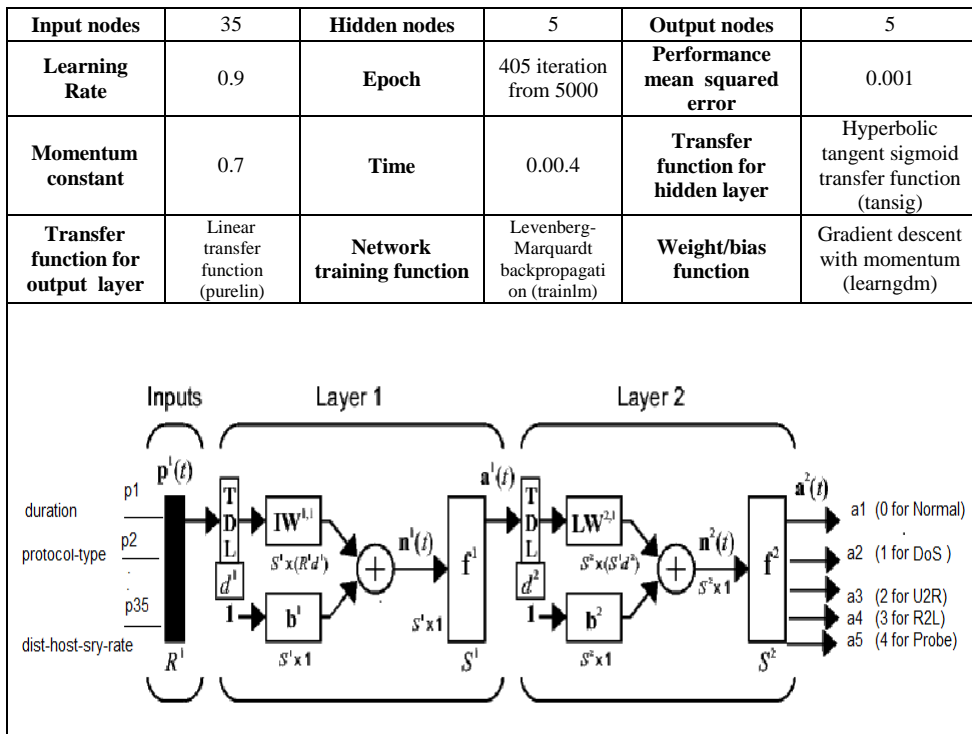 Input nodes 35 Hidden nodes 5 Output nodes 5
Learning Rate 0.9 Epoch 405 iteration from 5000 Performance mean squared error 0.001
Momentum constant 0.7 Time 0.00.4 Transfer function for hidden layer Hyperbolic tangent sigmoid transfer function (tansig)
Transfer function for output layer Linear transfer function (purelin) Network training function Levenberg-Marquardt backpropagati on (trainlm) Weight/bias function Gradient descent with momentum (learngdm)
Inputs Layer 1 Layer 2
p¹(t) a¹(t) a²(t)
duration p1
protocol-type p2
p35
dist-host-sry-rate
R¹
TDL
d¹
IW¹,¹
S¹x(R¹d¹)
1
b¹
S¹x1
+
n¹(t)
S¹x1
f¹
S¹
TDL
d²
LW²,¹
S²x(S¹d²)
1
b²
S²x1
+
n²(t)
S²x1
f²
S²
a1 (0 for Normal)
a2 (1 for DoS )
a3 (2 for U2R)
a4 (3 for R2L)
a5 (4 for Probe)